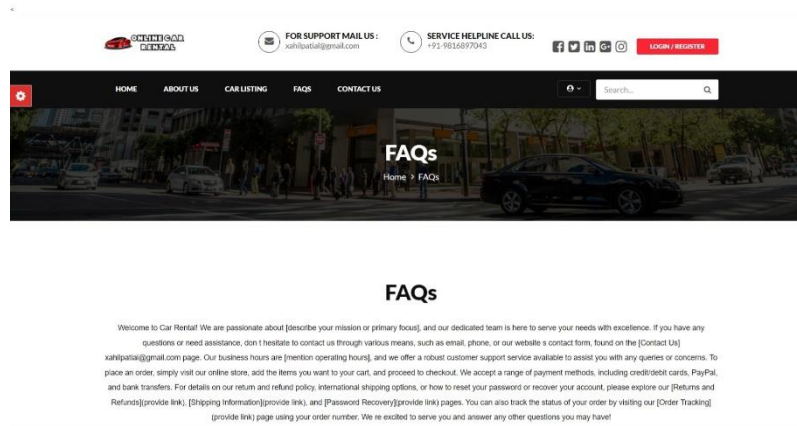 <
ONLINE CAR
RENTAL
FOR SUPPORT MAIL US :
xahilpatial@gmail.com
SERVICE HELPLINE CALL US:
+91-9816897043
LOGIN / REGISTER
HOME ABOUT US CAR LISTING FAQS CONTACT US
Search...
FAQs
Home > FAQs
FAQs
Welcome to Car Rental! We are passionate about [describe your mission or primary focus], and our dedicated team is here to serve your needs with excellence. If you have any
questions or need assistance, don t hesitate to contact us through various means, such as email, phone, or our website s contact form, found on the [Contact Us]
xahilpatial@gmail.com page. Our business hours are [mention operating hours], and we offer a robust customer support service available to assist you with any queries or concerns. To
place an order, simply visit our online store, add the items you want to your cart, and proceed to checkout. We accept a range of payment methods, including credit/debit cards, PayPal,
and bank transfers. For details on our return and refund policy, international shipping options, or how to reset your password or recover your account, please explore our [Returns and
Refunds](provide link), [Shipping Information](provide link), and [Password Recovery](provide link) pages. You can also track the status of your order by visiting our [Order Tracking]
(provide link) page using your order number. We re excited to serve you and answer any other questions you may have!